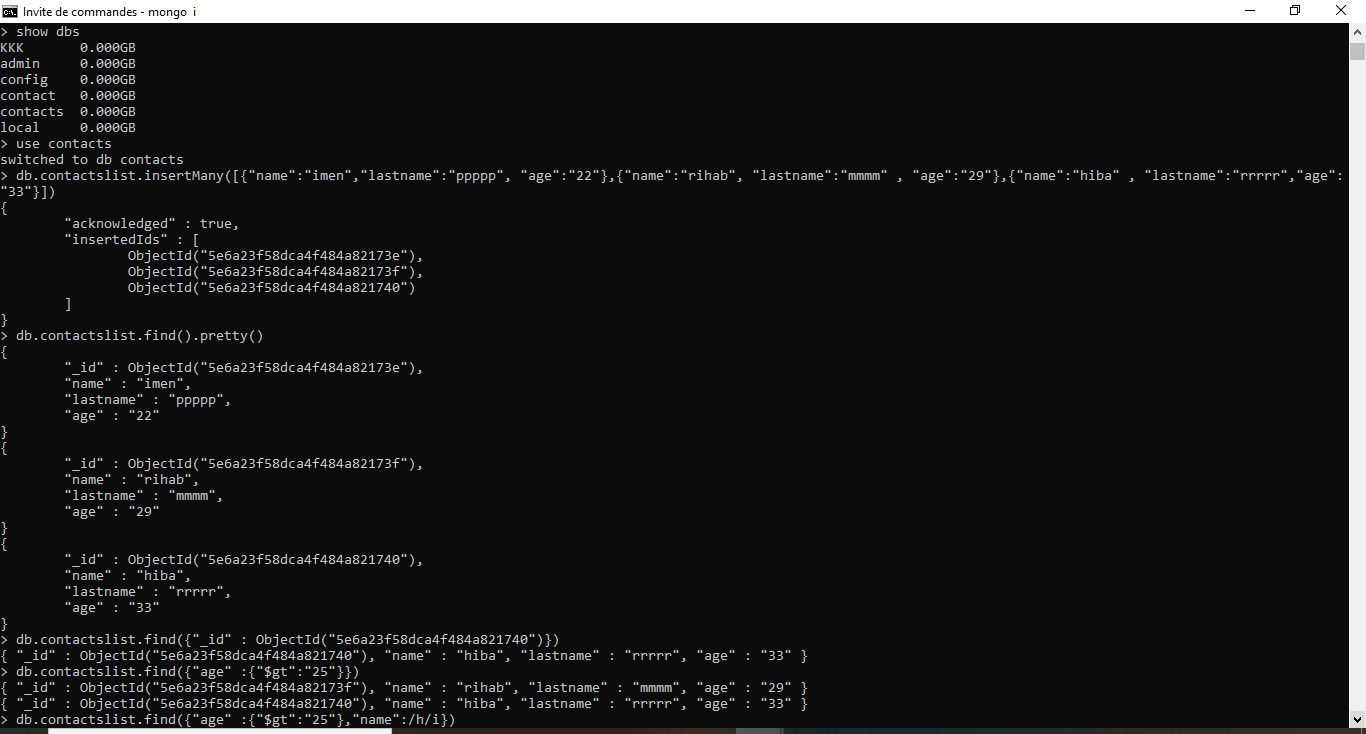 Invite de commandes - mongo i
> show dbs
KKK 0.000GB
admin 0.000GB
config 0.000GB
contact 0.000GB
contacts 0.000GB
local 0.000GB
> use contacts
switched to db contacts
> db.contactslist.insertMany([{"name":"imen","lastname":"ppppp", "age":"22"},{"name":"rihab", "lastname":"mmmm" , "age":"29"},{"name":"hiba" , "lastname":"rrrrr","age":
"33"}])
{
"acknowledged" : true,
"insertedIds" : [
ObjectId("5e6a23f58dca4f484a82173e"),
ObjectId("5e6a23f58dca4f484a82173f"),
ObjectId("5e6a23f58dca4f484a821740")
]
}
> db.contactslist.find().pretty()
{
"_id" : ObjectId("5e6a23f58dca4f484a82173e"),
"name" : "imen",
"lastname" : "ppppp",
"age" : "22"
}
{
"_id" : ObjectId("5e6a23f58dca4f484a82173f"),
"name" : "rihab",
"lastname" : "mmmm",
"age" : "29"
}
{
"_id" : ObjectId("5e6a23f58dca4f484a821740"),
"name" : "hiba",
"lastname" : "rrrrr",
"age" : "33"
}
> db.contactslist.find({"_id" : ObjectId("5e6a23f58dca4f484a821740")})
{ "_id" : ObjectId("5e6a23f58dca4f484a821740"), "name" : "hiba", "lastname" : "rrrrr", "age" : "33" }
> db.contactslist.find({"age" :{"$gt":"25"}})
{ "_id" : ObjectId("5e6a23f58dca4f484a82173f"), "name" : "rihab", "lastname" : "mmmm", "age" : "29" }
{ "_id" : ObjectId("5e6a23f58dca4f484a821740"), "name" : "hiba", "lastname" : "rrrrr", "age" : "33" }
> db.contactslist.find({"age" :{"$gt":"25"},"name":/h/i})